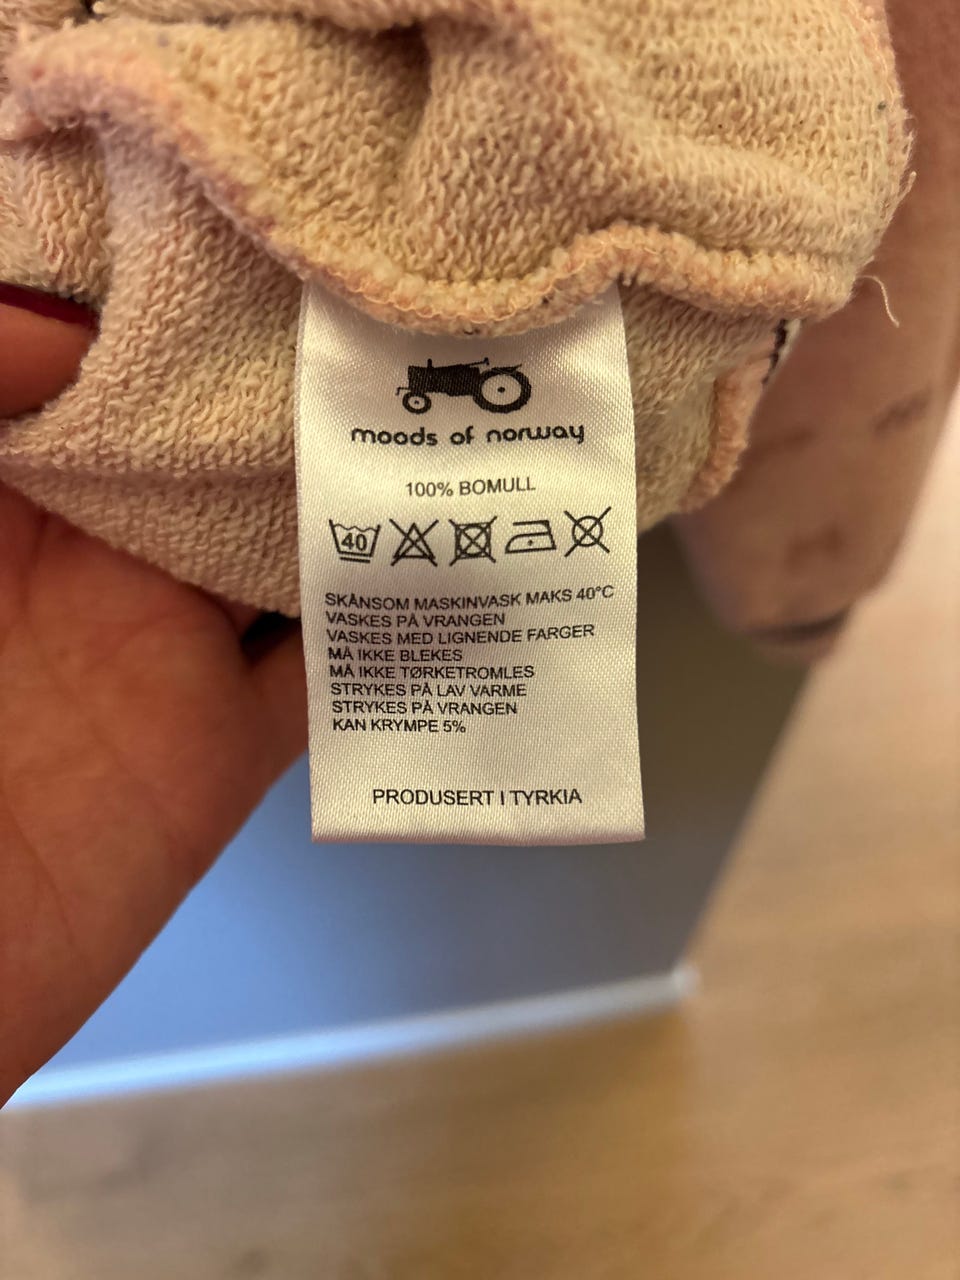 moods of norway
100% BOMULL
40
SKÅNSOM MASKINVASK MAKS 40°C
VASKES PÅ VRANGEN
VASKES MED LIGNENDE FARGER
MÅ IKKE BLEKES
MÅ IKKE TØRKETROMLES
STRYKES PÅ LAV VARME
STRYKES PÅ VRANGEN
KAN KRYMPE 5%
PRODUSERT I TYRKIA